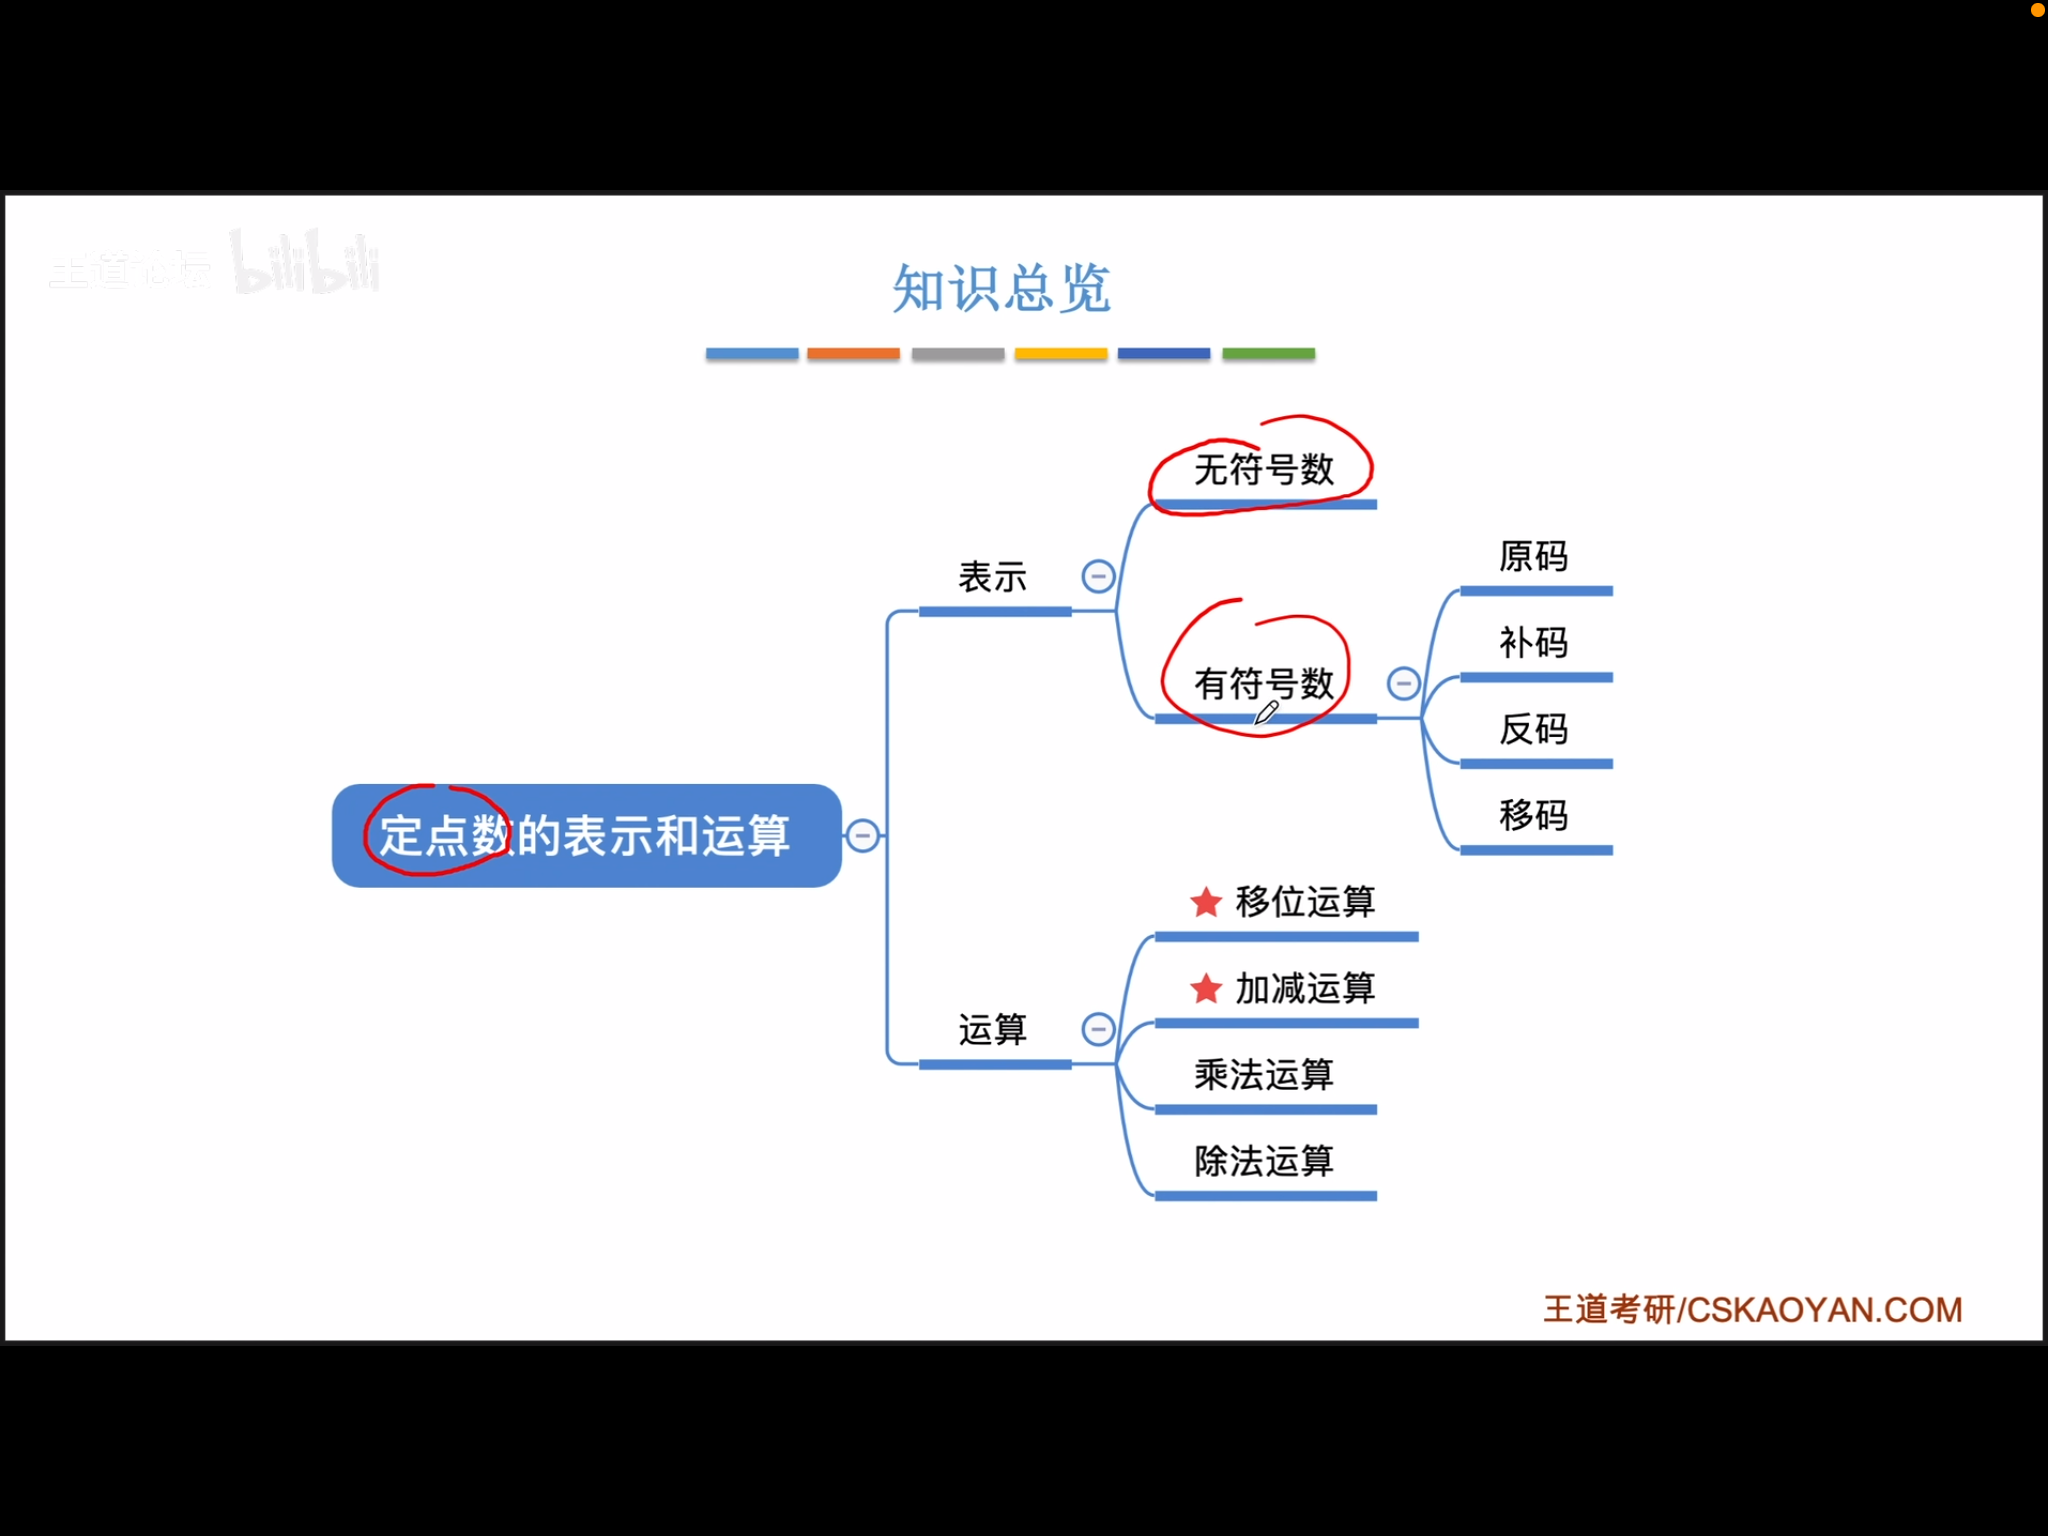 王道论坛 bilibili
知识总览
无符号数
原码
表示
补码
有符号数
反码
移码
定点数的表示和运算
移位运算
加减运算
运算
乘法运算
除法运算
王道考研/CSKAOYAN.COM